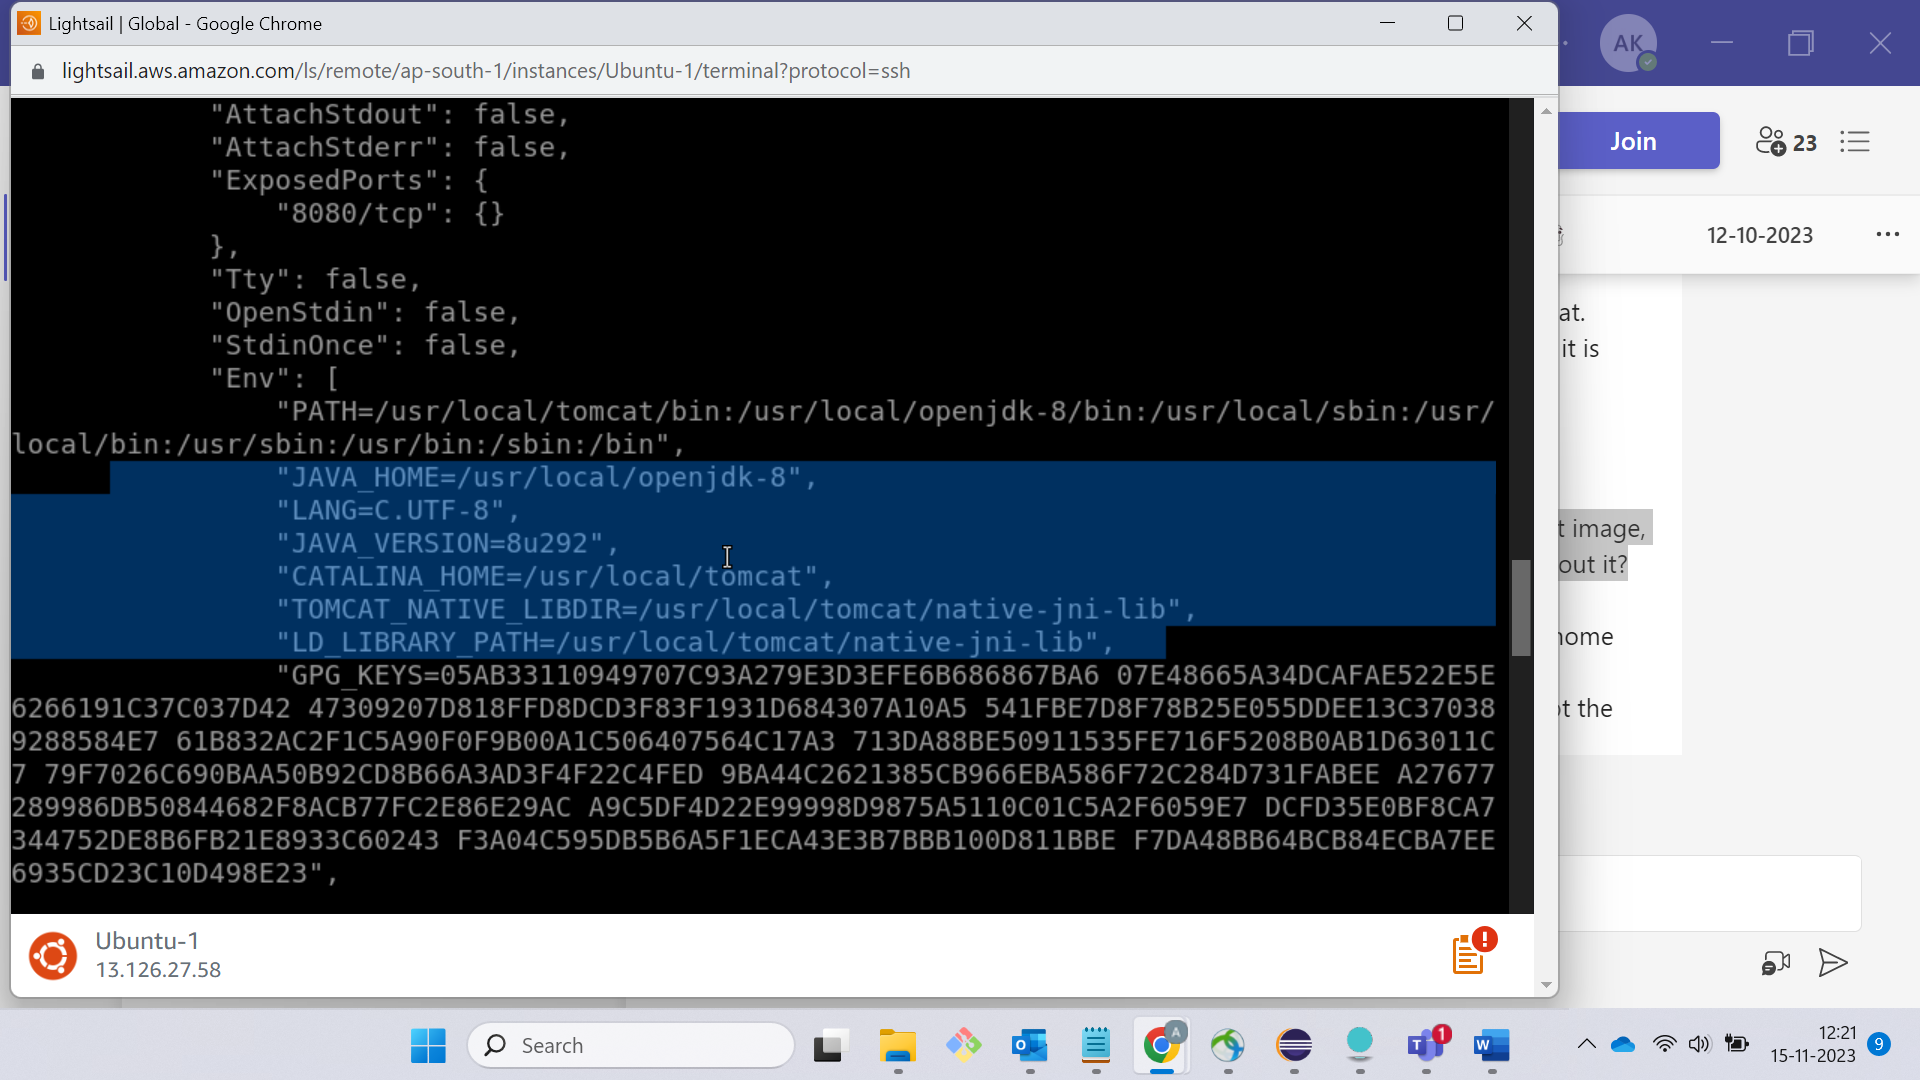 Lightsail | Global - Google Chrome
lightsail.aws.amazon.com/ls/remote/ap-south-1/instances/Ubuntu-1/terminal?protocol=ssh
"AttachStdout": false,
"AttachStderr": false,
"ExposedPorts": {
"8080/tcp": {}
},
"Tty": false,
"OpenStdin": false,
"StdinOnce": false,
"Env": [
"PATH=/usr/local/tomcat/bin:/usr/local/openjdk-8/bin:/usr/local/sbin:/usr/
local/bin:/usr/sbin:/usr/bin:/sbin:/bin",
"JAVA_HOME=/usr/local/openjdk-8",
"LANG=C.UTF-8",
"JAVA_VERSION=8u292",
"CATALINA_HOME=/usr/local/tomcat",
"TOMCAT_NATIVE_LIBDIR=/usr/local/tomcat/native-jni-lib",
"LD_LIBRARY_PATH=/usr/local/tomcat/native-jni-lib",
"GPG_KEYS=05AB33110949707C93A279E3D3EFE6B686867BA6 07E48665A34DCAFAE522E5E
6266191C37C037D42 47309207D818FFD8DCD3F83F1931D684307A10A5 541FBE7D8F78B25E055DDEE13C37038
9288584E7 61B832AC2F1C5A90F0F9B00A1C506407564C17A3 713DA88BE50911535FE716F5208B0AB1D63011C
7 79F7026C690BAA50B92CD8B66A3AD3F4F22C4FED 9BA44C2621385CB966EBA586F72C284D731FABEE A27677
289986DB50844682F8ACB77FC2E86E29AC A9C5DF4D22E99998D9875A5110C01C5A2F6059E7 DCFD35E0BF8CA7
344752DE8B6FB21E8933C60243 F3A04C595DB5B6A5F1ECA43E3B7BBB100D811BBE F7DA48BB64BCB84ECBA7EE
6935CD23C10D498E23",
Ubuntu-1
13.126.27.58
AK
Join
23
12-10-2023
at.
it is
t image,
out it?
ome
t the
Search
A
1
12:21
15-11-2023
9